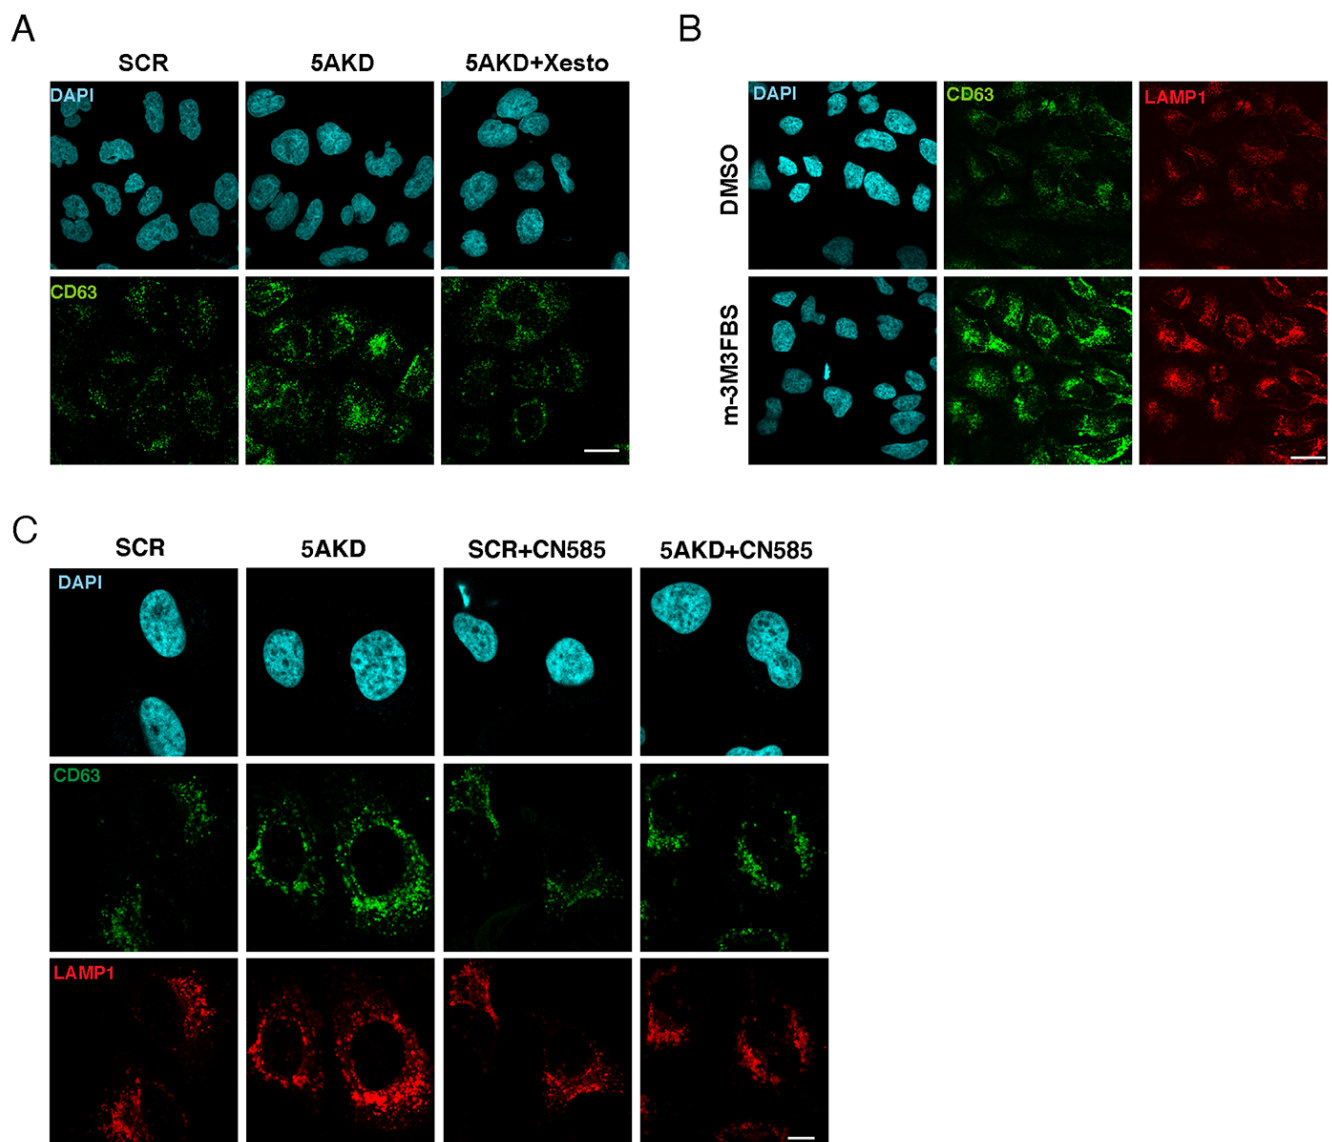 A
SCR 5AKD 5AKD+Xesto
DAPI
CD63
B
DAPI CD63 LAMP1
DMSO
m-3M3FBS
C
SCR 5AKD SCR+CN585 5AKD+CN585
DAPI
CD63
LAMP1